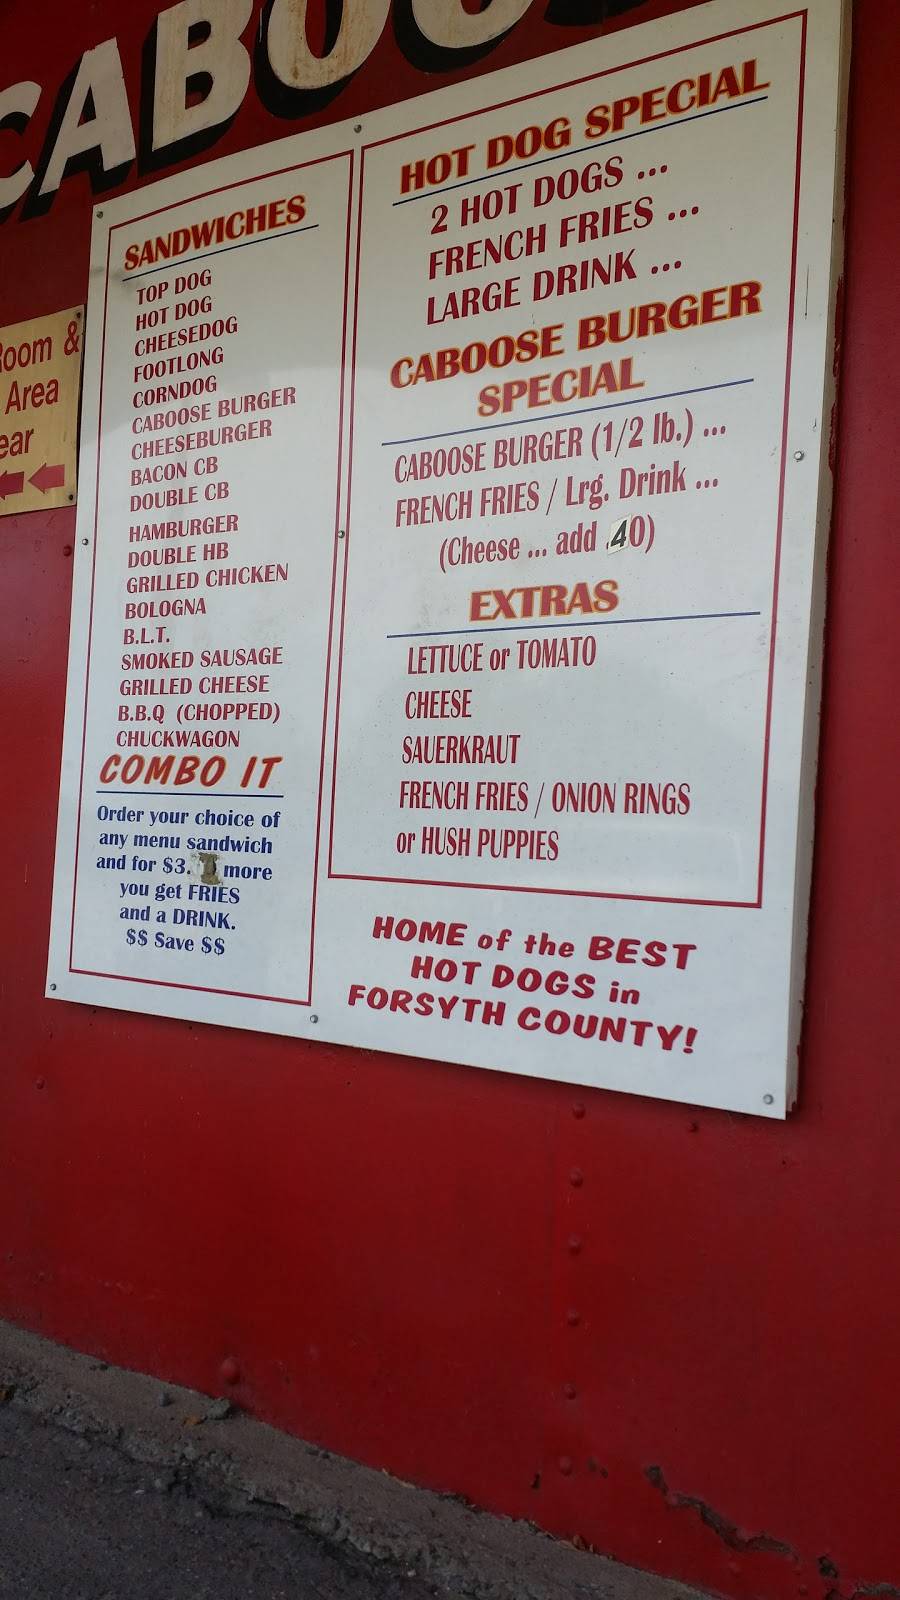 CABOO
Room &
Area
ear
SANDWICHES
TOP DOG
HOT DOG
CHEESEDOG
FOOTLONG
CORNDOG
CABOOSE BURGER
CHEESEBURGER
BACON CB
DOUBLE CB
HAMBURGER
DOUBLE HB
GRILLED CHICKEN
BOLOGNA
B.L.T.
SMOKED SAUSAGE
GRILLED CHEESE
B.B.Q (CHOPPED)
CHUCKWAGON
COMBO IT
Order your choice of
any menu sandwich
and for $3. more
you get FRIES
and a DRINK.
$$ Save $$
HOT DOG SPECIAL
2 HOT DOGS ...
FRENCH FRIES ...
LARGE DRINK ...
CABOOSE BURGER
SPECIAL
CABOOSE BURGER (1/2 lb.) ...
FRENCH FRIES / Lrg. Drink ...
(Cheese ... add .40)
EXTRAS
LETTUCE or TOMATO
CHEESE
SAUERKRAUT
FRENCH FRIES / ONION RINGS
or HUSH PUPPIES
HOME of the BEST
HOT DOGS in
FORSYTH COUNTY!